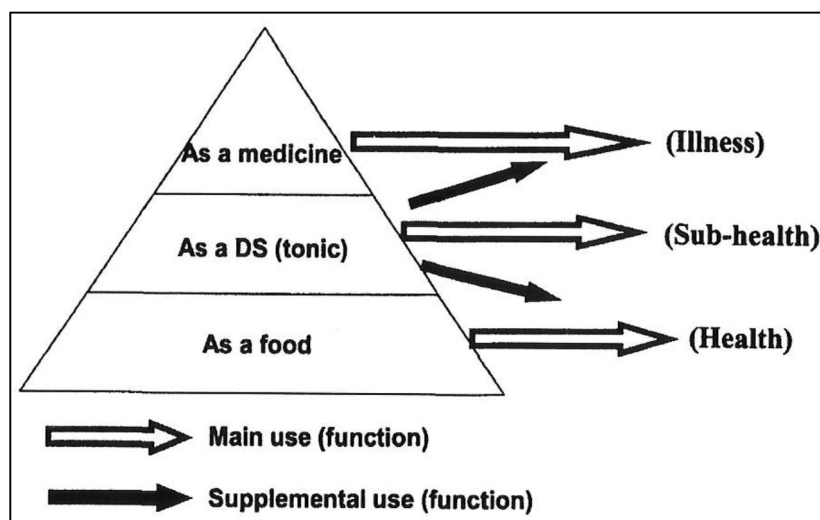 As a medicine
(Illness)
As a DS (tonic)
(Sub-health)
As a food
(Health)
Main use (function)
Supplemental use (function)